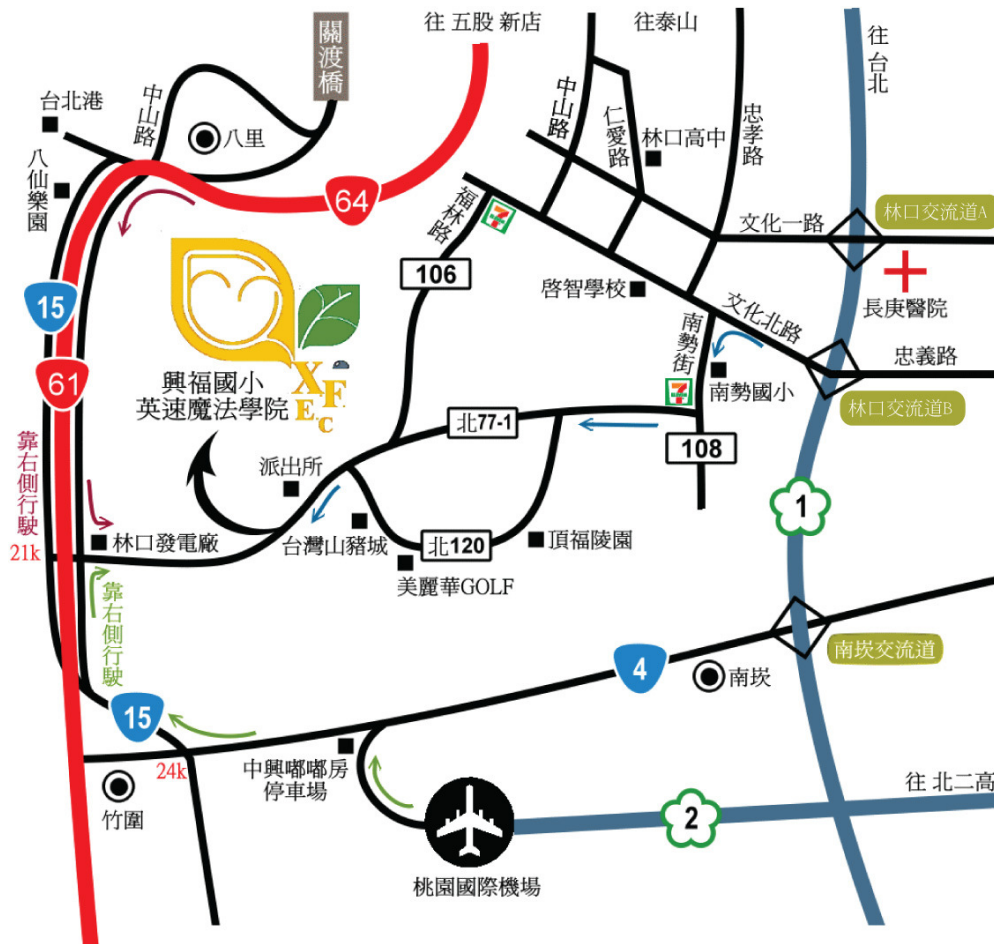 往 五股 新店
往泰山
往台北
關渡橋
台北港
中山路
八里
八仙樂園
64
中山路
仁愛路
林口高中
忠孝路
福林路
7
ELEVEN
106
文化一路
林口交流道A
長庚醫院
15
啓智學校
文化北路
忠義路
南勢街
南勢國小
林口交流道B
61
興福國小
英速魔法學院
XF
E.C
7
ELEVEN
北77-1
108
靠右側行駛
21k
派出所
林口發電廠
台灣山豬城
北120
頂福陵園
美麗華GOLF
1
靠右側行駛
4
南崁
南崁交流道
15
24k
竹圍
中興嘟嘟房
停車場
2
往 北二高
桃園國際機場